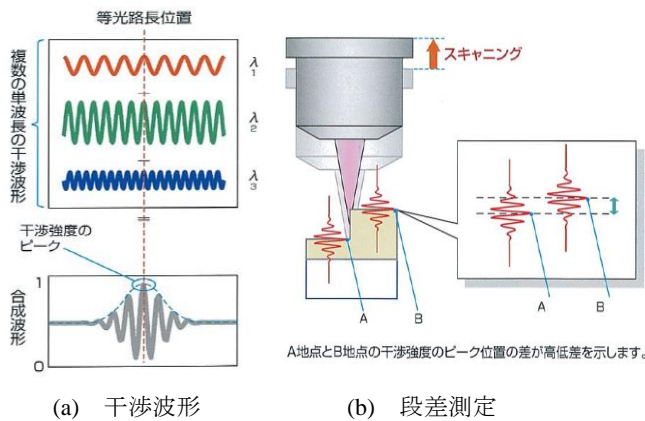 等光路長位置
複数の単波長の干渉波形
λ1
λ2
λ3
干渉強度の
ピーク
合成波形
1
0
(a) 干渉波形
スキャニング
A
B
A
B
A地点とB地点の干渉強度のピーク位置の差が高低差を示します。
(b) 段差測定